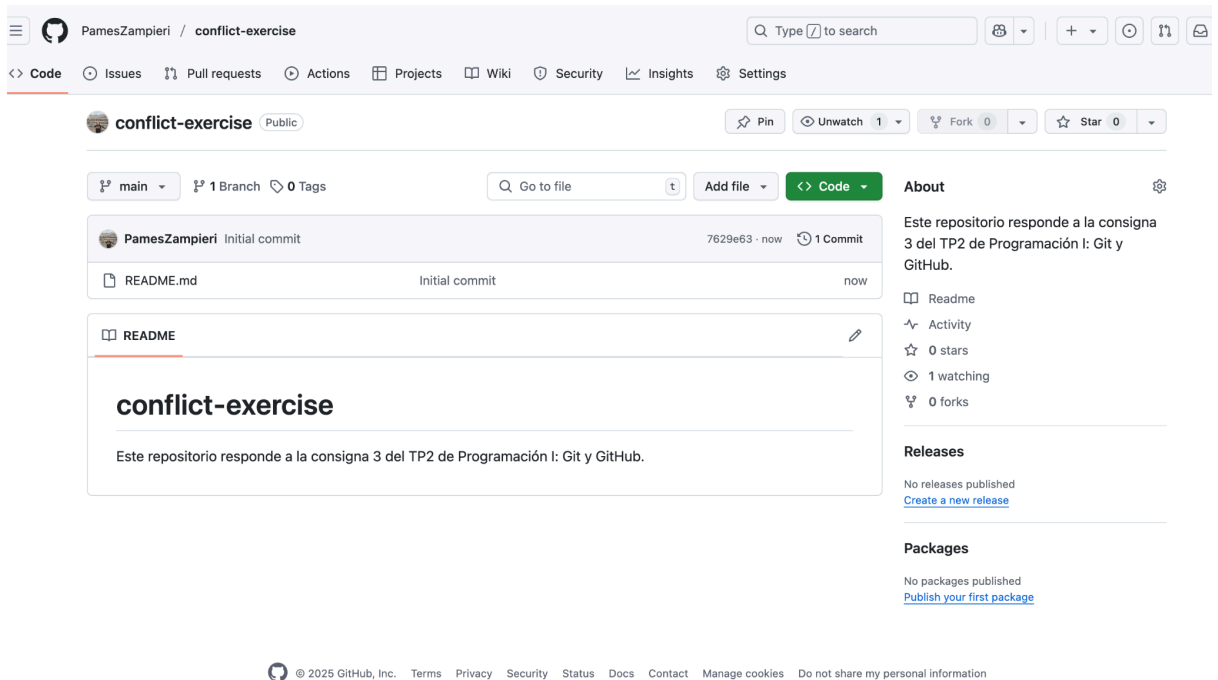 PamesZampieri / conflict-exercise
Type / to search
Code Issues Pull requests Actions Projects Wiki Security Insights Settings
conflict-exercise Public
Pin Unwatch 1 Fork 0 Star 0
main 1 Branch 0 Tags
Go to file t Add file Code
PamesZampieri Initial commit 7629e63 · now 1 Commit
README.md Initial commit now
README
conflict-exercise
Este repositorio responde a la consigna 3 del TP2 de Programación I: Git y GitHub.
About
Este repositorio responde a la consigna
3 del TP2 de Programación I: Git y
GitHub.
Readme
Activity
0 stars
1 watching
0 forks
Releases
No releases published
Create a new release
Packages
No packages published
Publish your first package
© 2025 GitHub, Inc. Terms Privacy Security Status Docs Contact Manage cookies Do not share my personal information